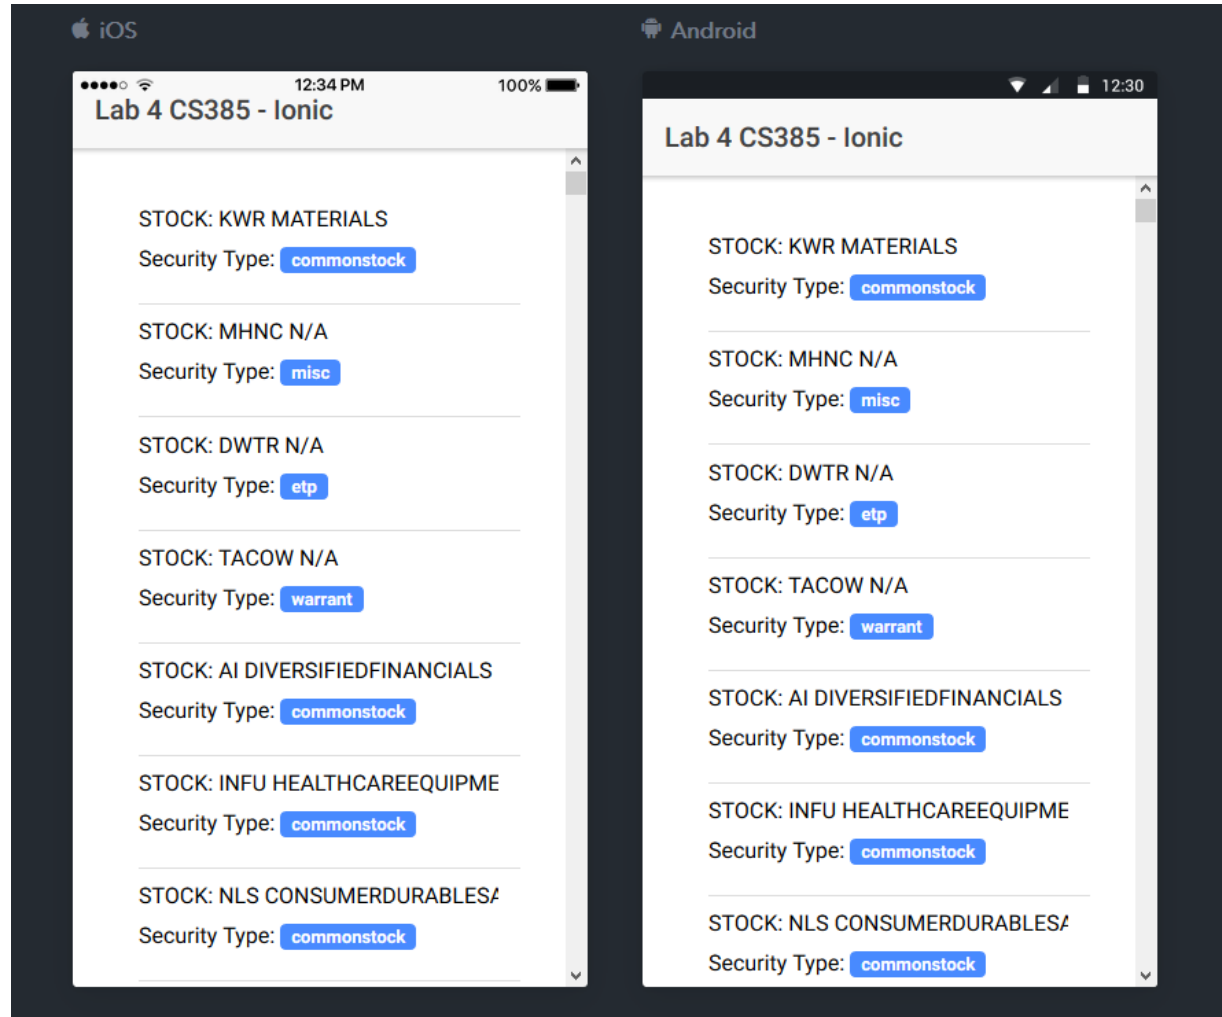 iOS
12:34 PM 100%
Lab 4 CS385 - Ionic
STOCK: KWR MATERIALS
Security Type: commonstock
STOCK: MHNC N/A
Security Type: misc
STOCK: DWTR N/A
Security Type: etp
STOCK: TACOW N/A
Security Type: warrant
STOCK: AI DIVERSIFIEDFINANCIALS
Security Type: commonstock
STOCK: INFU HEALTHCAREEQUIPME
Security Type: commonstock
STOCK: NLS CONSUMERDURABLESA
Security Type: commonstock
Android
12:30
Lab 4 CS385 - Ionic
STOCK: KWR MATERIALS
Security Type: commonstock
STOCK: MHNC N/A
Security Type: misc
STOCK: DWTR N/A
Security Type: etp
STOCK: TACOW N/A
Security Type: warrant
STOCK: AI DIVERSIFIEDFINANCIALS
Security Type: commonstock
STOCK: INFU HEALTHCAREEQUIPME
Security Type: commonstock
STOCK: NLS CONSUMERDURABLESA
Security Type: commonstock